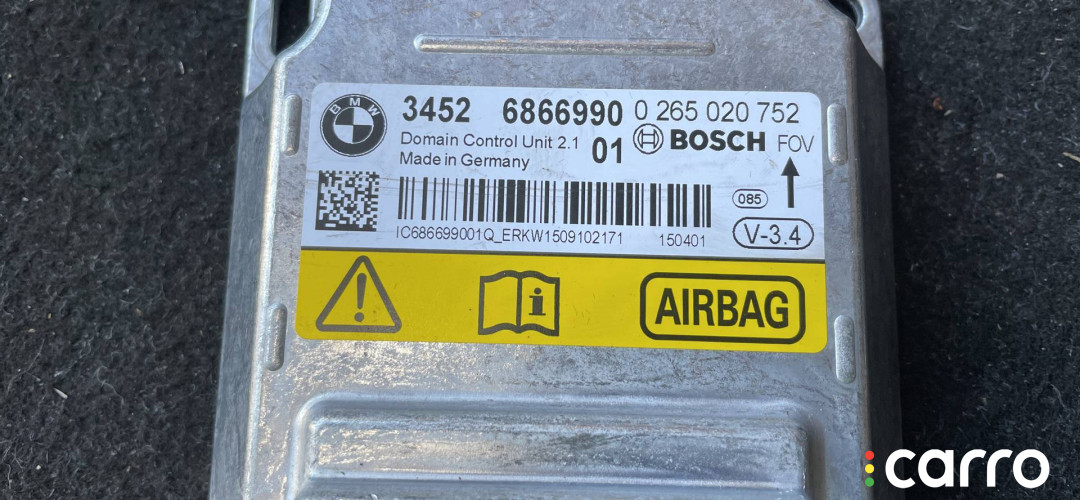 BMW
3452 6866990 0 265 020 752
Domain Control Unit 2.1 01 BOSCH FOV
Made in Germany
085
IC686699001Q_ERKW1509102171 150401
V-3.4
i
AIRBAG
carro